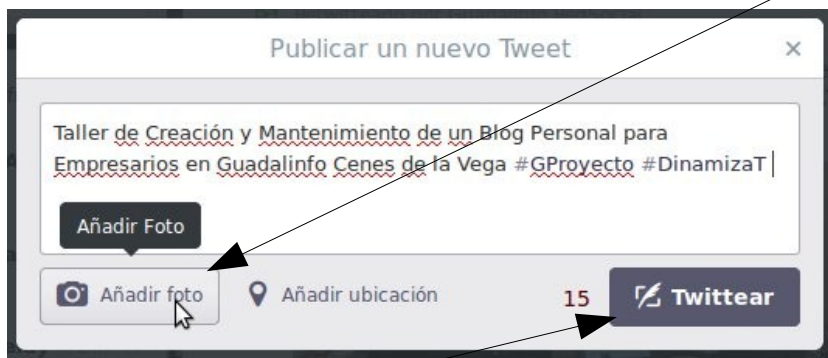 Publicar un nuevo Tweet ×
Taller de Creación y Mantenimiento de un Blog Personal para
Empresarios en Guadalinfo Cenes de la Vega #GProyecto #DinamizaT
Añadir Foto
Añadir foto Añadir ubicación 15 Twittear